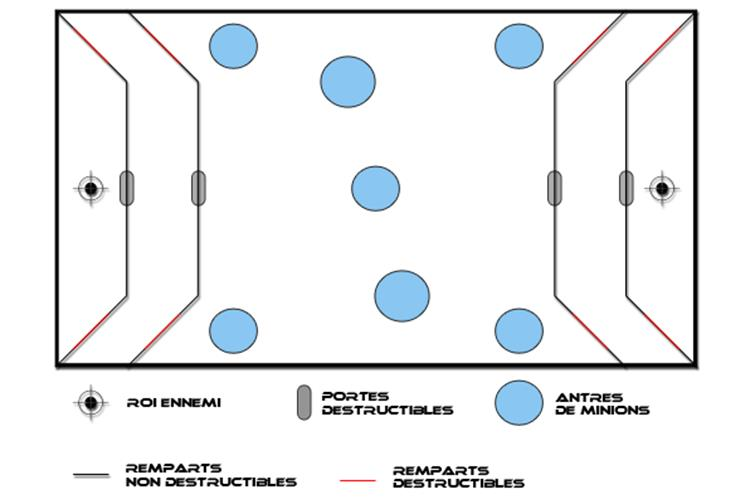 ROI ENNEMI
PORTES
DESTRUCTIBLES
ANTRES
DE MINIONS
REMPARTS
NON DESTRUCTIBLES
REMPARTS
DESTRUCTIBLES